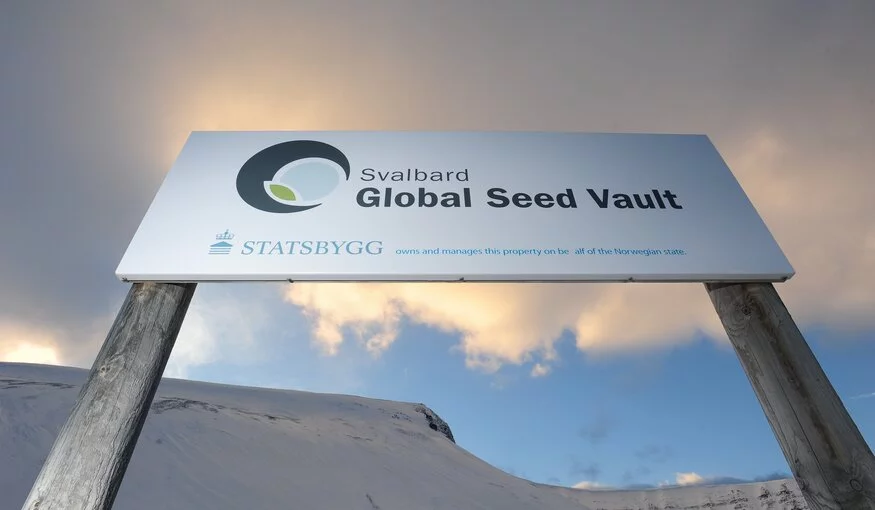 Svalbard
Global Seed Vault
STATSBYGG owns and manages this property on be alf of the Norwegian state.